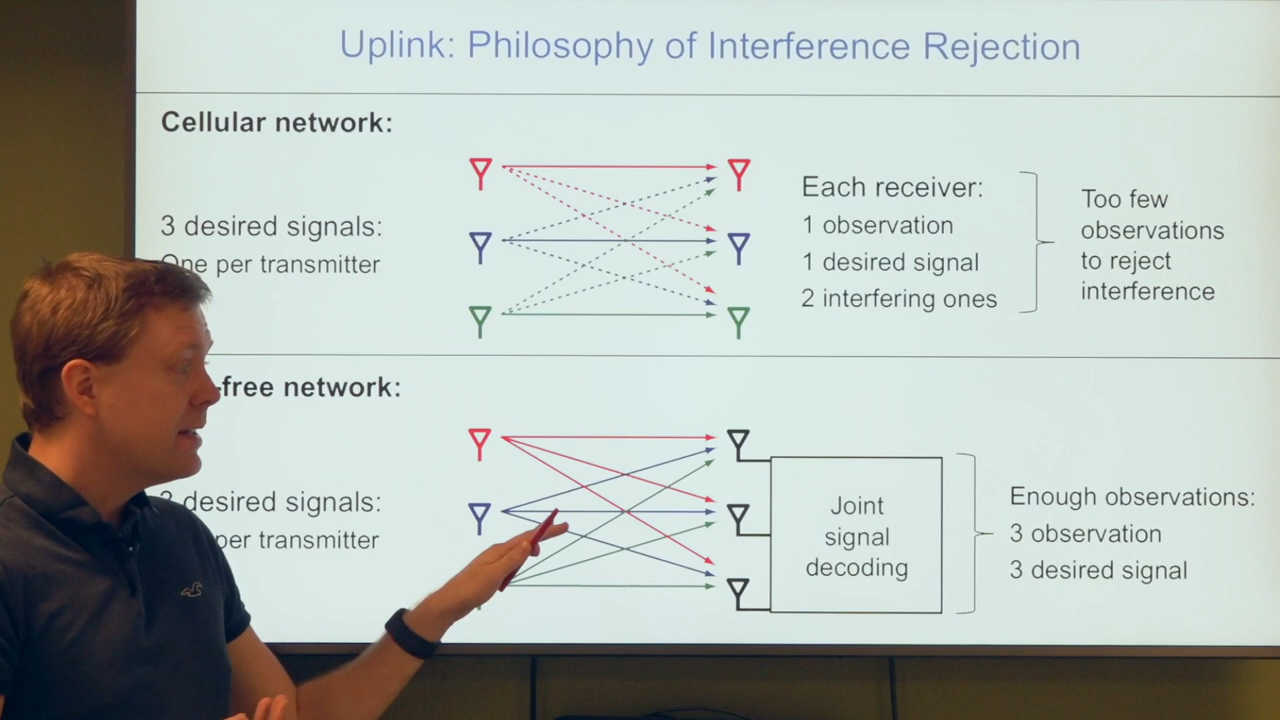 Uplink: Philosophy of Interference Rejection
Cellular network:
3 desired signals:
One per transmitter
Each receiver:
1 observation
1 desired signal
2 interfering ones
Too few
observations
to reject
interference
-free network:
desired signals:
per transmitter
Joint
signal
decoding
Enough observations:
3 observation
3 desired signal